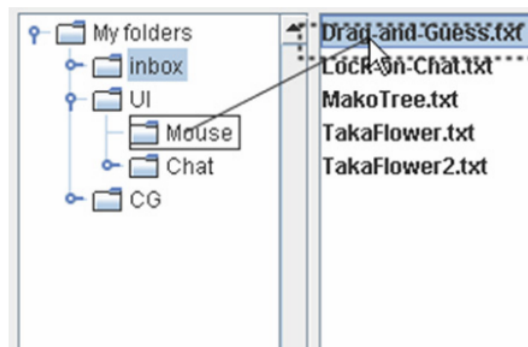 My folders
inbox
UI
Mouse
Chat
CG
Drag-and-Guess.txt
Lock-on-Chat.txt
MakoTree.txt
TakaFlower.txt
TakaFlower2.txt